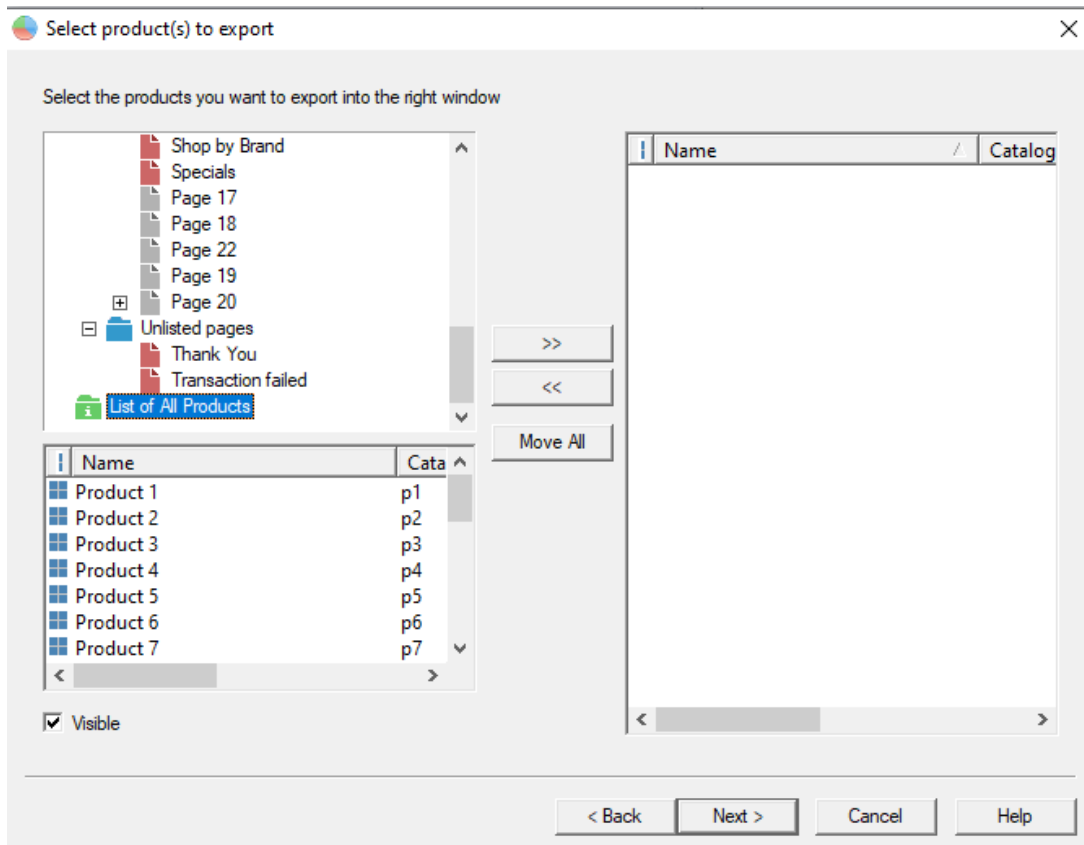 Select product(s) to export
Select the products you want to export into the right window
Shop by Brand
Specials
Page 17
Page 18
Page 22
Page 19
Page 20
Unlisted pages
Thank You
Transaction failed
List of All Products
Name Cata
Product 1 p1
Product 2 p2
Product 3 p3
Product 4 p4
Product 5 p5
Product 6 p6
Product 7 p7
Visible
>>
<<
Move All
Name Catalog
< Back Next > Cancel Help